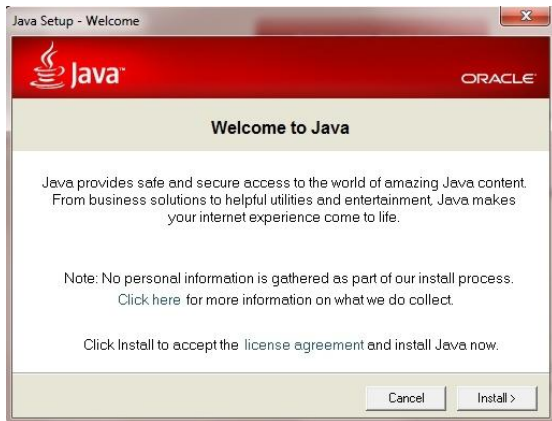 Java Setup - Welcome
Java™
ORACLE
Welcome to Java
Java provides safe and secure access to the world of amazing Java content.
From business solutions to helpful utilities and entertainment, Java makes
your internet experience come to life.
Note: No personal information is gathered as part of our install process.
Click here for more information on what we do collect.
Click Install to accept the license agreement and install Java now.
Cancel
Install >